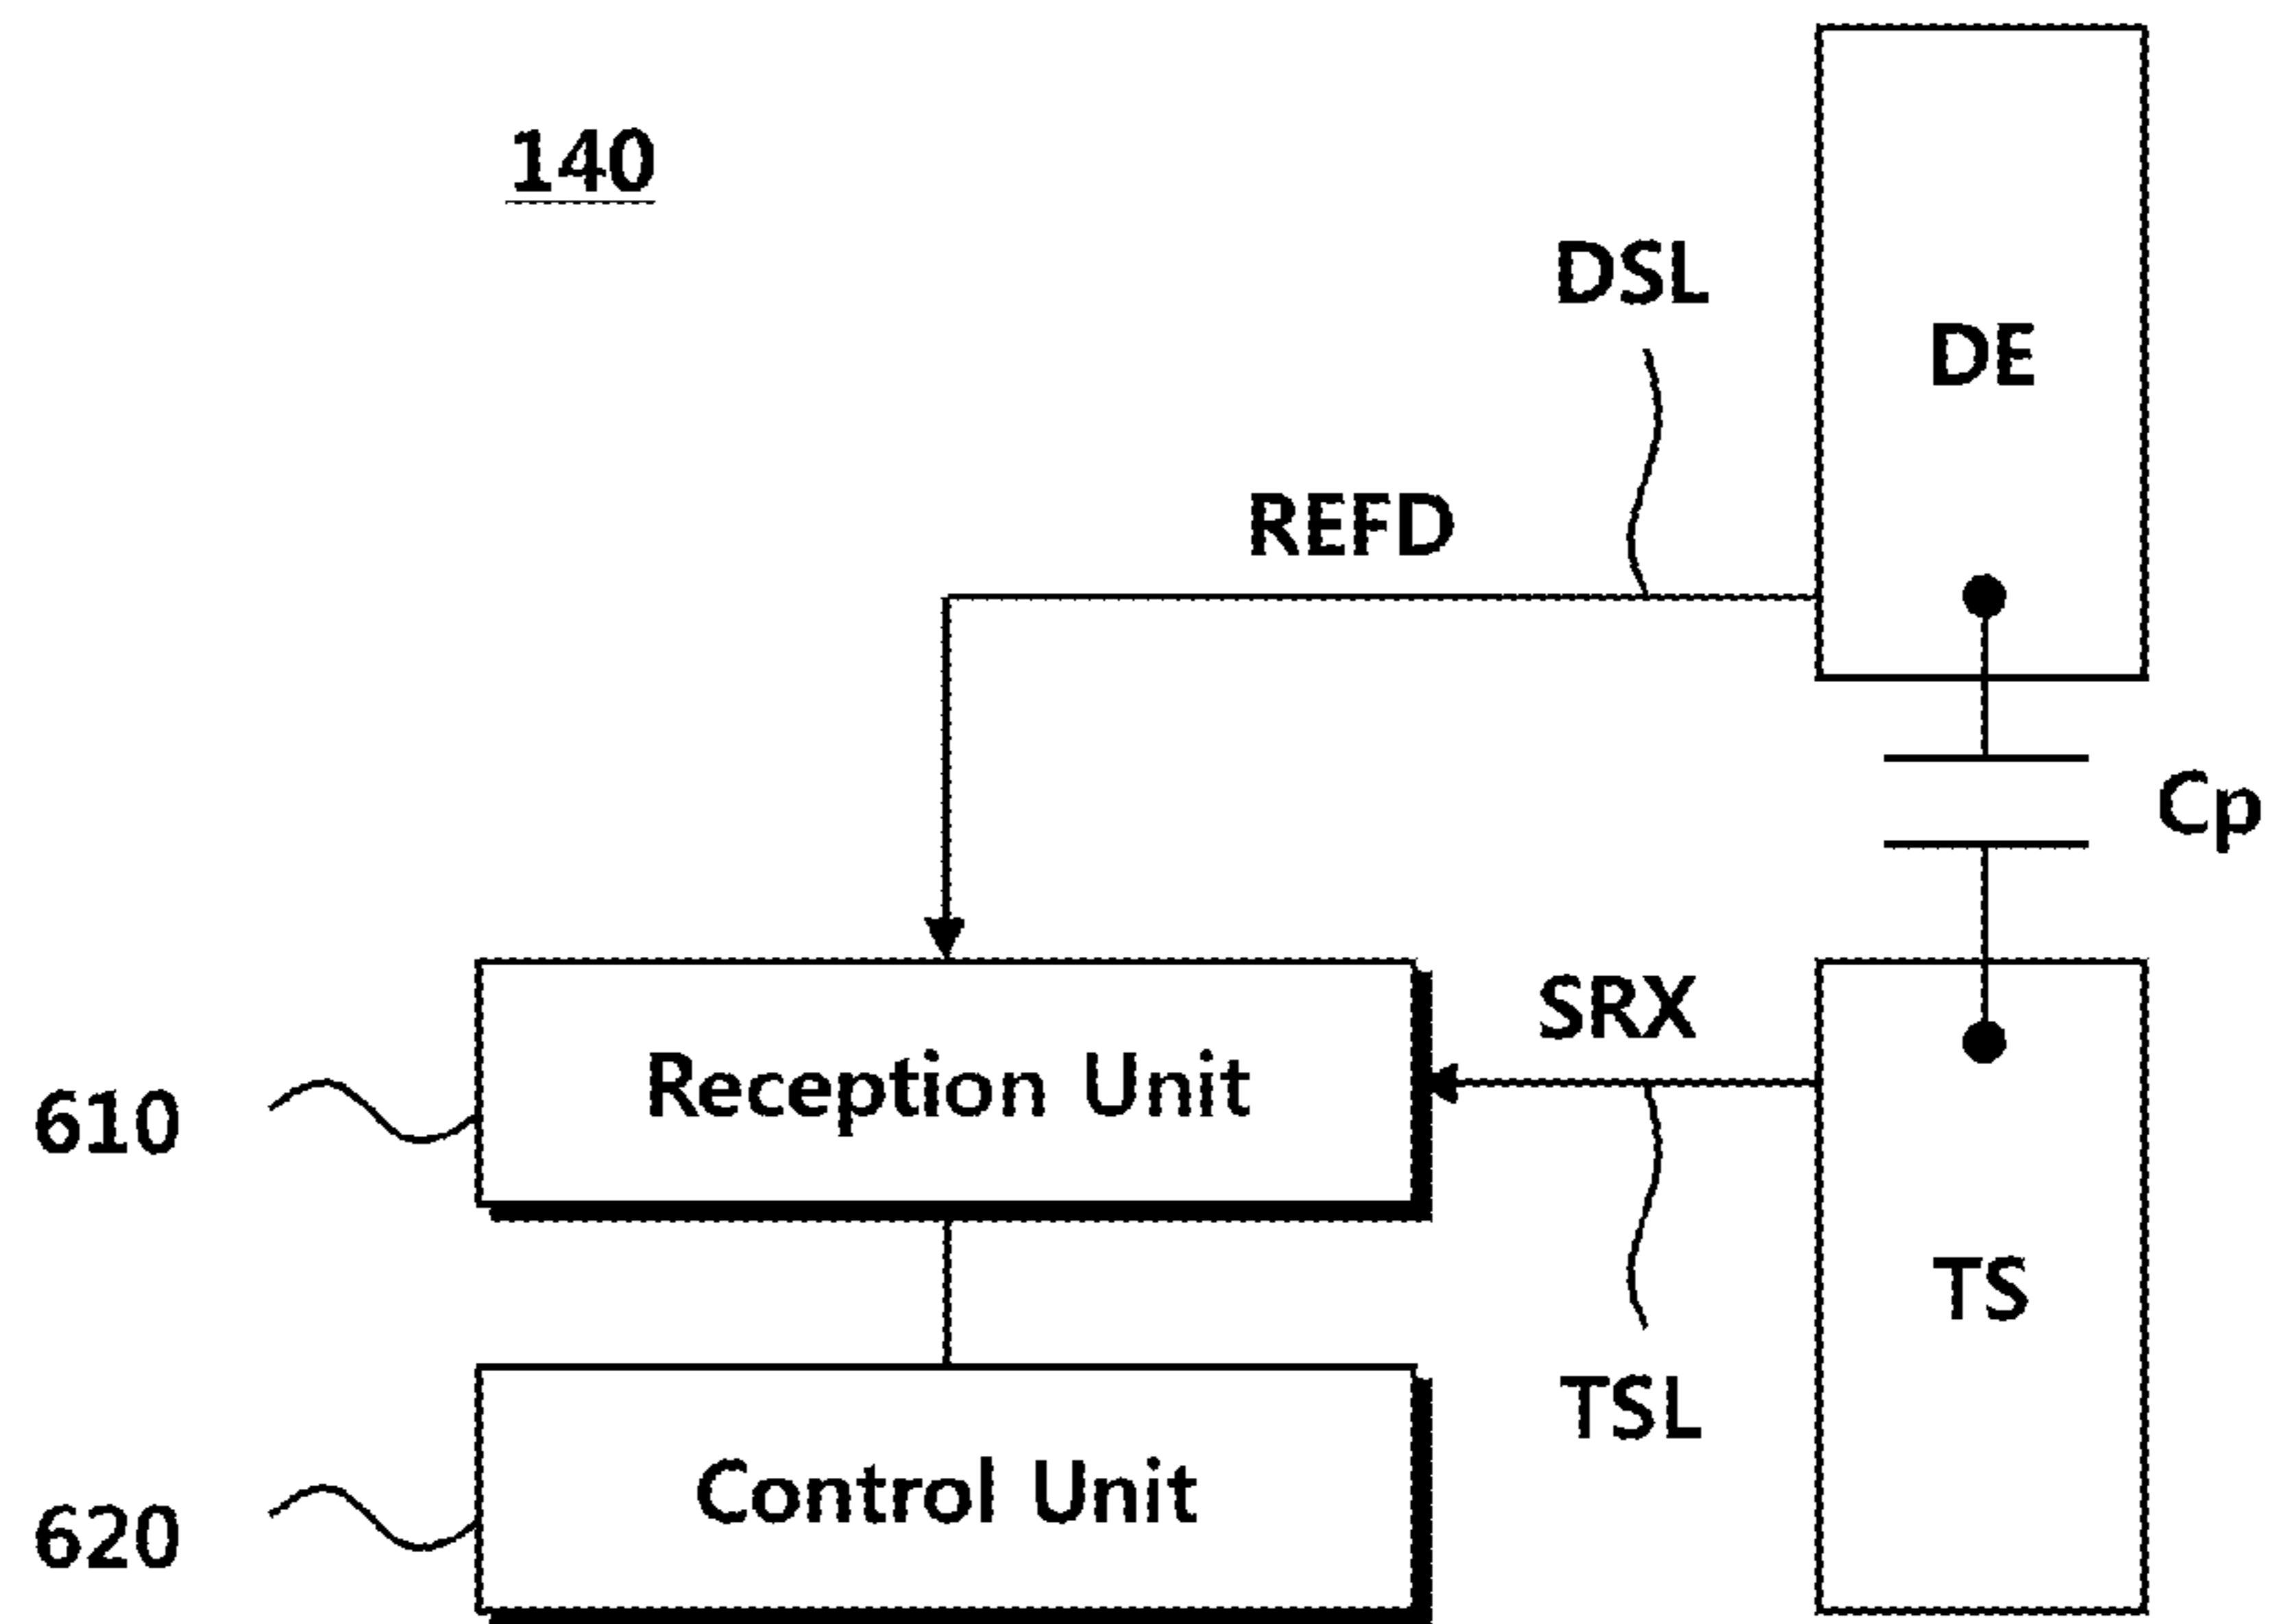 140
DSL
DE
REFD
Cp
SRX
Reception Unit
610
TS
TSL
Control Unit
620